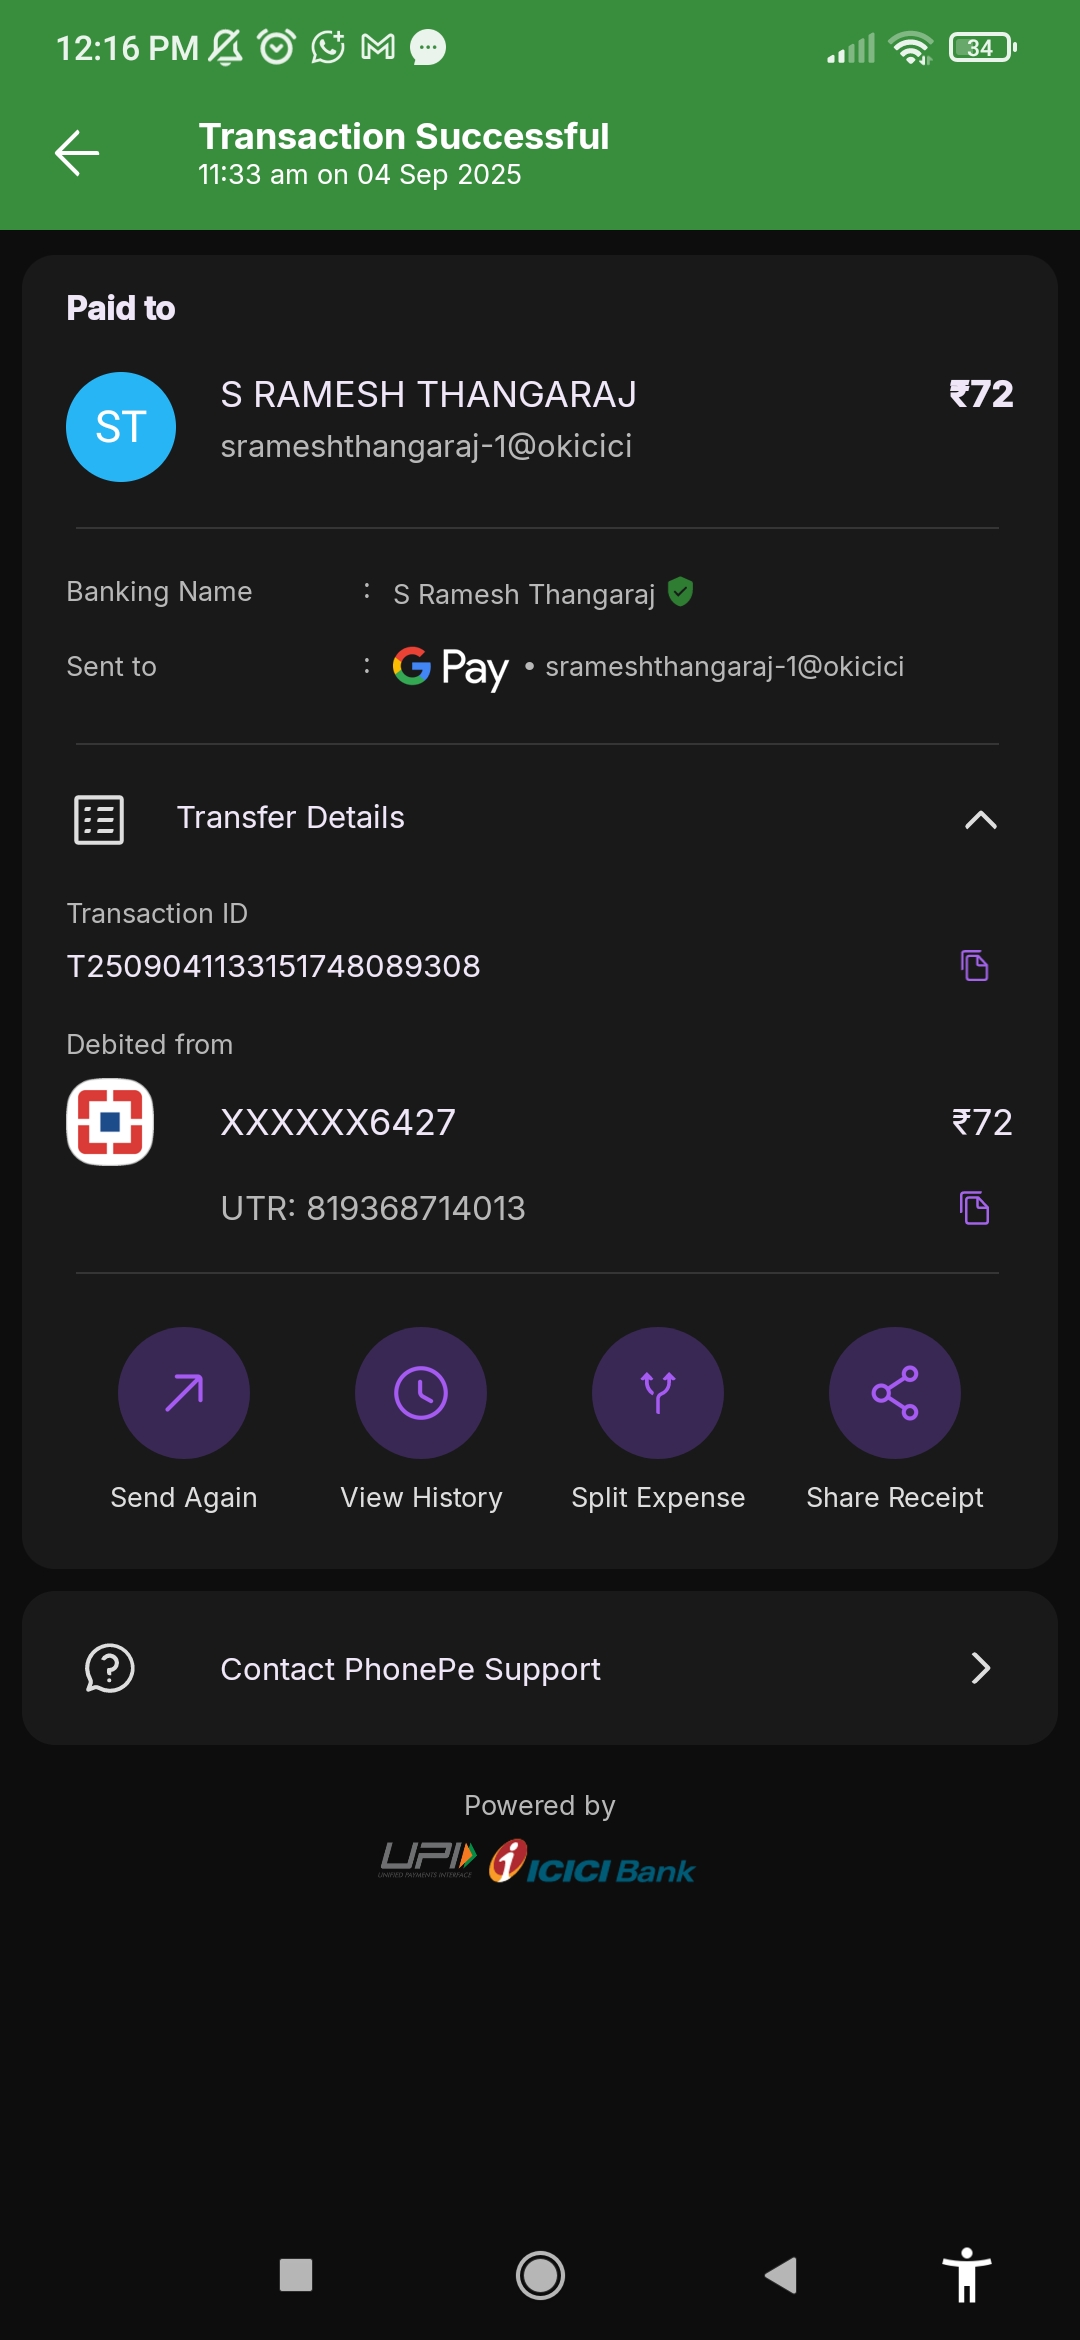 12:16 PM
34
Transaction Successful
11:33 am on 04 Sep 2025
Paid to
ST
S RAMESH THANGARAJ
₹72
srameshthangaraj-1@okicici
Banking Name : S Ramesh Thangaraj
Sent to : G Pay • srameshthangaraj-1@okicici
Transfer Details
Transaction ID
T2509041133151748089308
Debited from
XXXXXX6427
₹72
UTR: 819368714013
Send Again
View History
Split Expense
Share Receipt
Contact PhonePe Support
Powered by
UPI
UNIFIED PAYMENTS INTERFACE
ICICI Bank